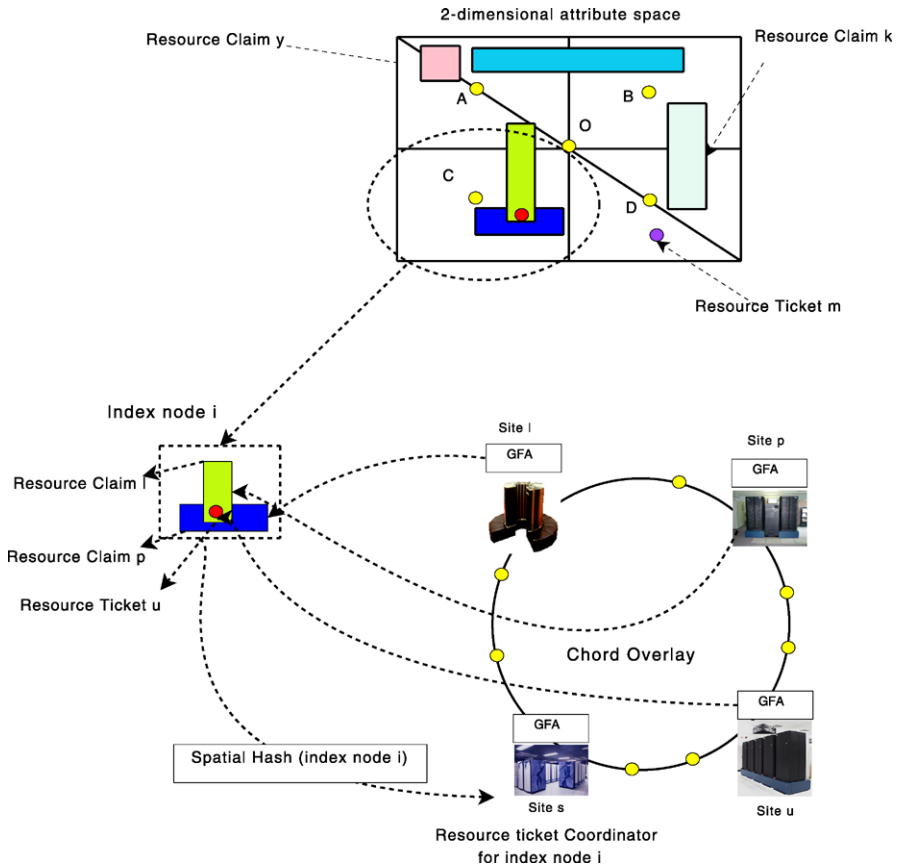 2-dimensional attribute space
Resource Claim y
Resource Claim k
A
B
O
C
D
Resource Ticket m
Index node i
Site l
GFA
Site p
GFA
Resource Claim l
Resource Claim p
Resource Ticket u
Chord Overlay
GFA
GFA
Spatial Hash (index node i)
Site s
Site u
Resource ticket Coordinator
for index node i